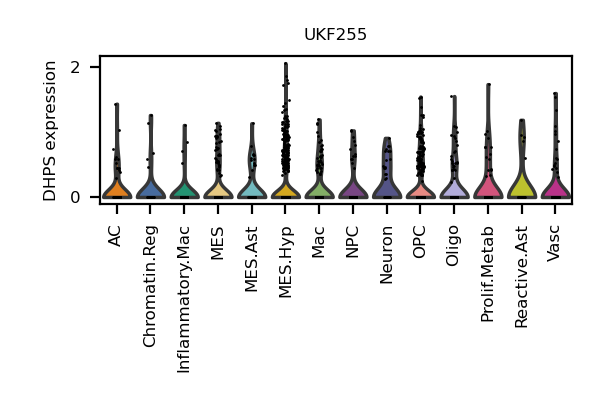 UKF255
DHPS expression
2
0
AC
Chromatin.Reg
Inflammatory.Mac
MES
MES.Ast
MES.Hyp
Mac
NPC
Neuron
OPC
Oligo
Prolif.Metab
Reactive.Ast
Vasc